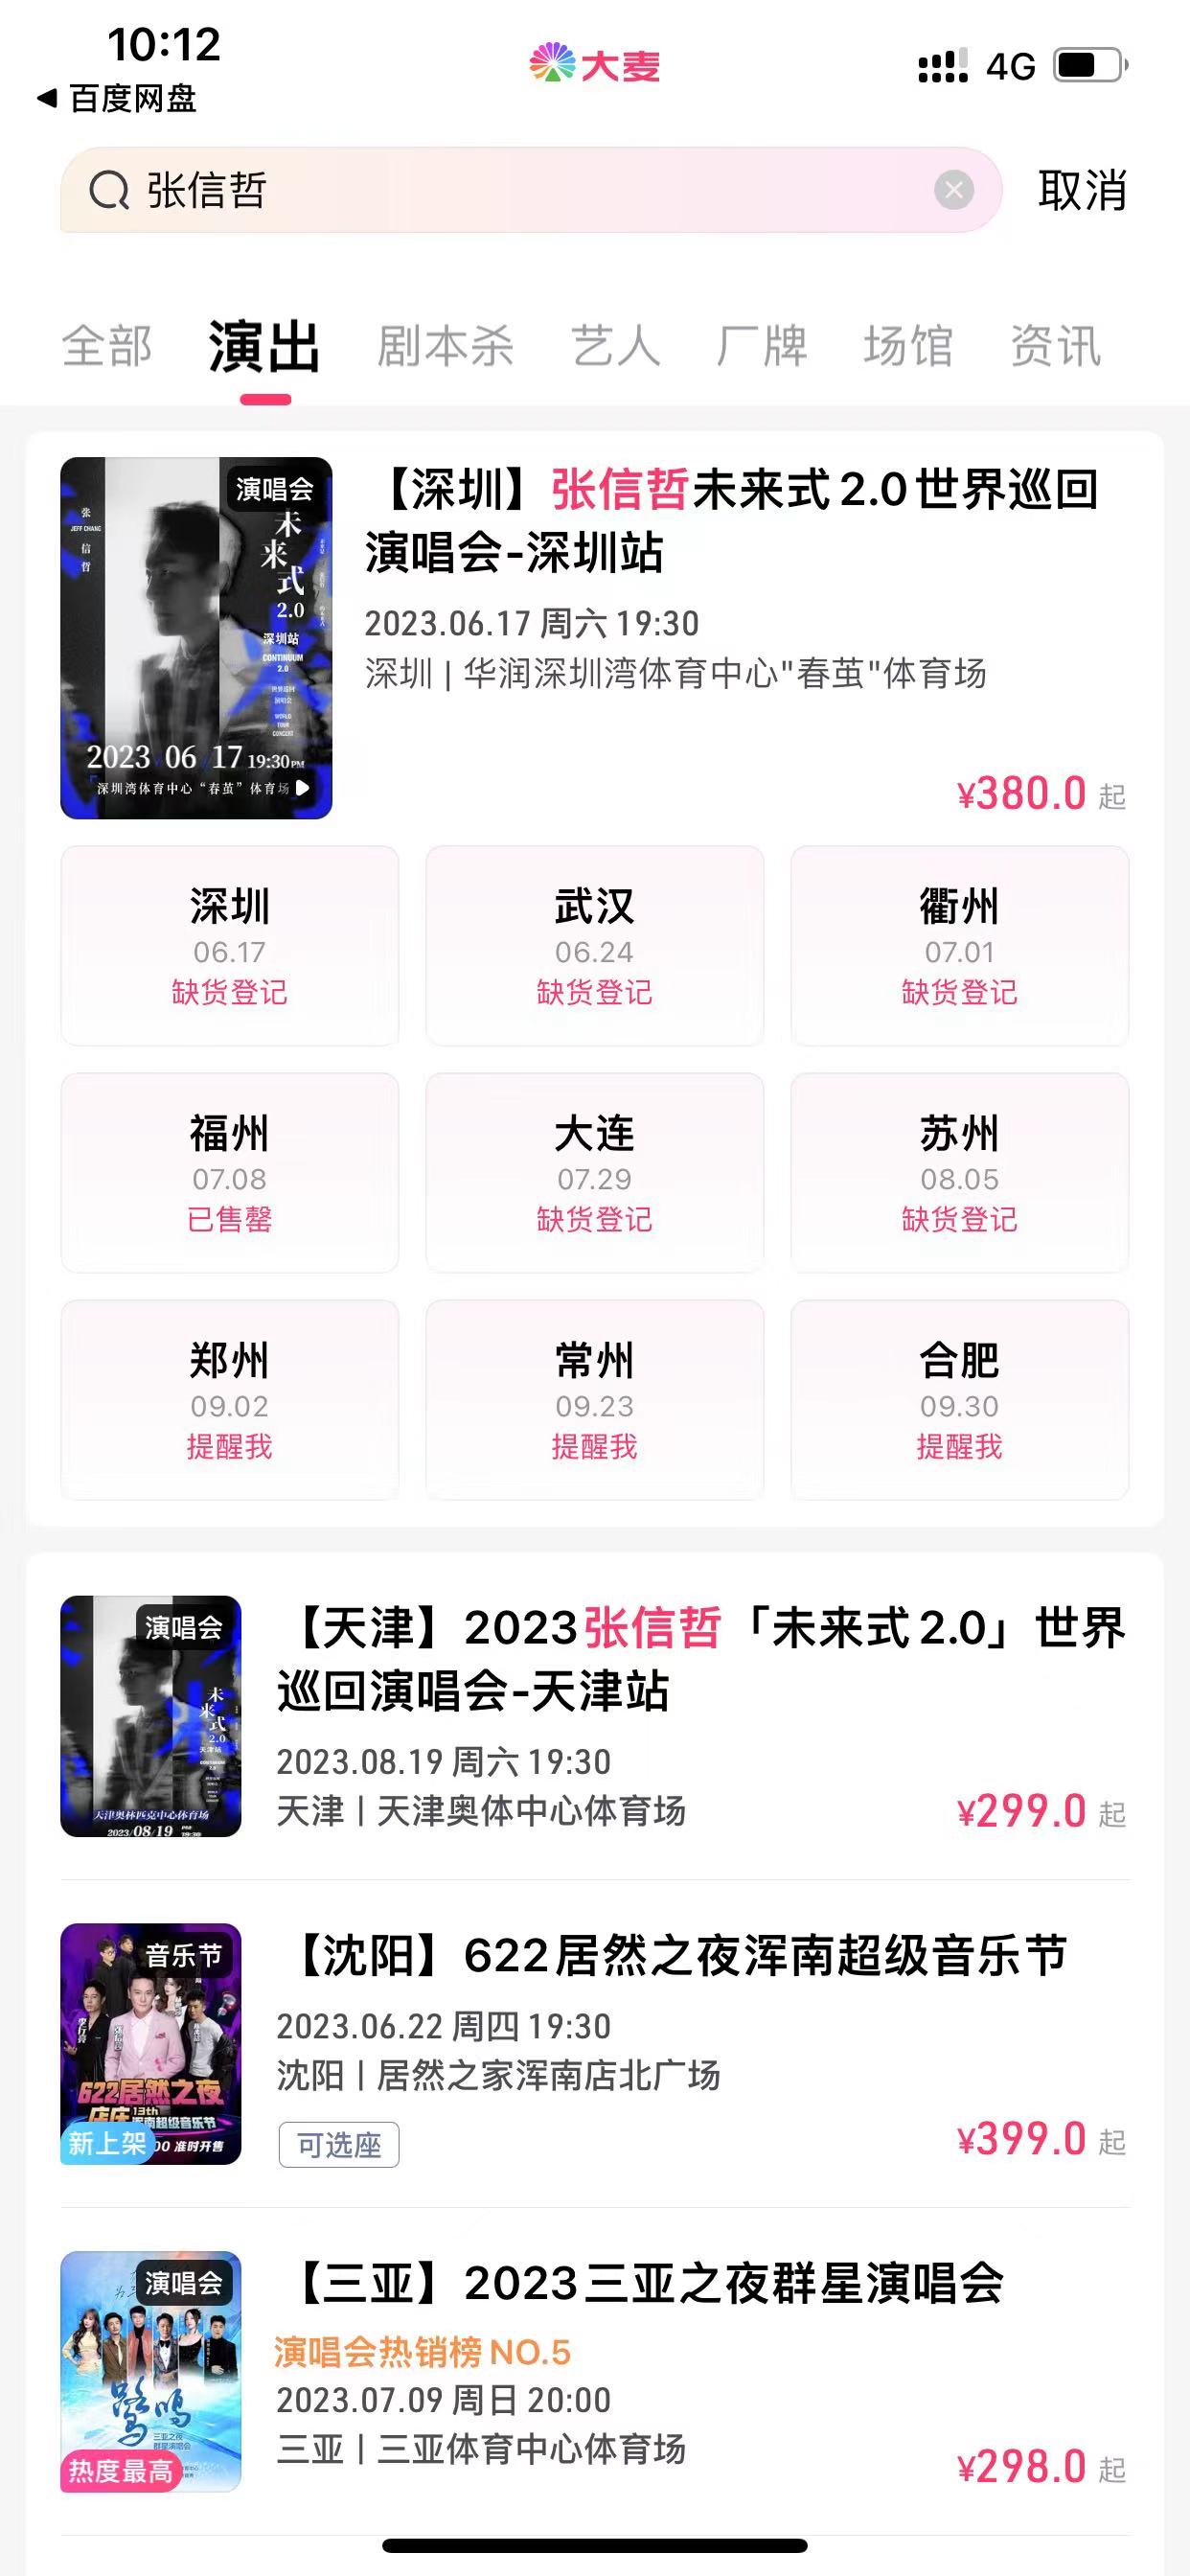 10:12
大麦
4G
百度网盘
张信哲
取消
全部 演出 剧本杀 艺人 厂牌 场馆 资讯
演唱会
张信哲
JEFF CHANG
未来式
2.0
深圳站
CONTINUUM
2.0
世界巡回
演唱会
WORLD
TOUR
CONCERT
2023 06 17 19:30PM
深圳湾体育中心“春茧”体育场
【深圳】张信哲未来式2.0世界巡回
演唱会-深圳站
2023.06.17 周六 19:30
深圳 | 华润深圳湾体育中心"春茧"体育场
¥380.0 起
深圳 武汉 衢州
06.17 06.24 07.01
缺货登记 缺货登记 缺货登记
福州 大连 苏州
07.08 07.29 08.05
已售罄 缺货登记 缺货登记
郑州 常州 合肥
09.02 09.23 09.30
提醒我 提醒我 提醒我
演唱会
未来式
2.0
天津站
天津奥林匹克中心体育场
2023/08/19 PM 19:30
【天津】2023张信哲「未来式2.0」世界
巡回演唱会-天津站
2023.08.19 周六 19:30
天津 | 天津奥体中心体育场
¥299.0 起
音乐节
622居然之夜
店庆13th
浑南超级音乐节
新上架
00 准时开售
【沈阳】622居然之夜浑南超级音乐节
2023.06.22 周四 19:30
沈阳 | 居然之家浑南店北广场
可选座
¥399.0 起
演唱会
鹭鸣
三亚之夜
群星演唱会
热度最高
【三亚】2023三亚之夜群星演唱会
演唱会热销榜NO.5
2023.07.09 周日 20:00
三亚 | 三亚体育中心体育场
¥298.0 起